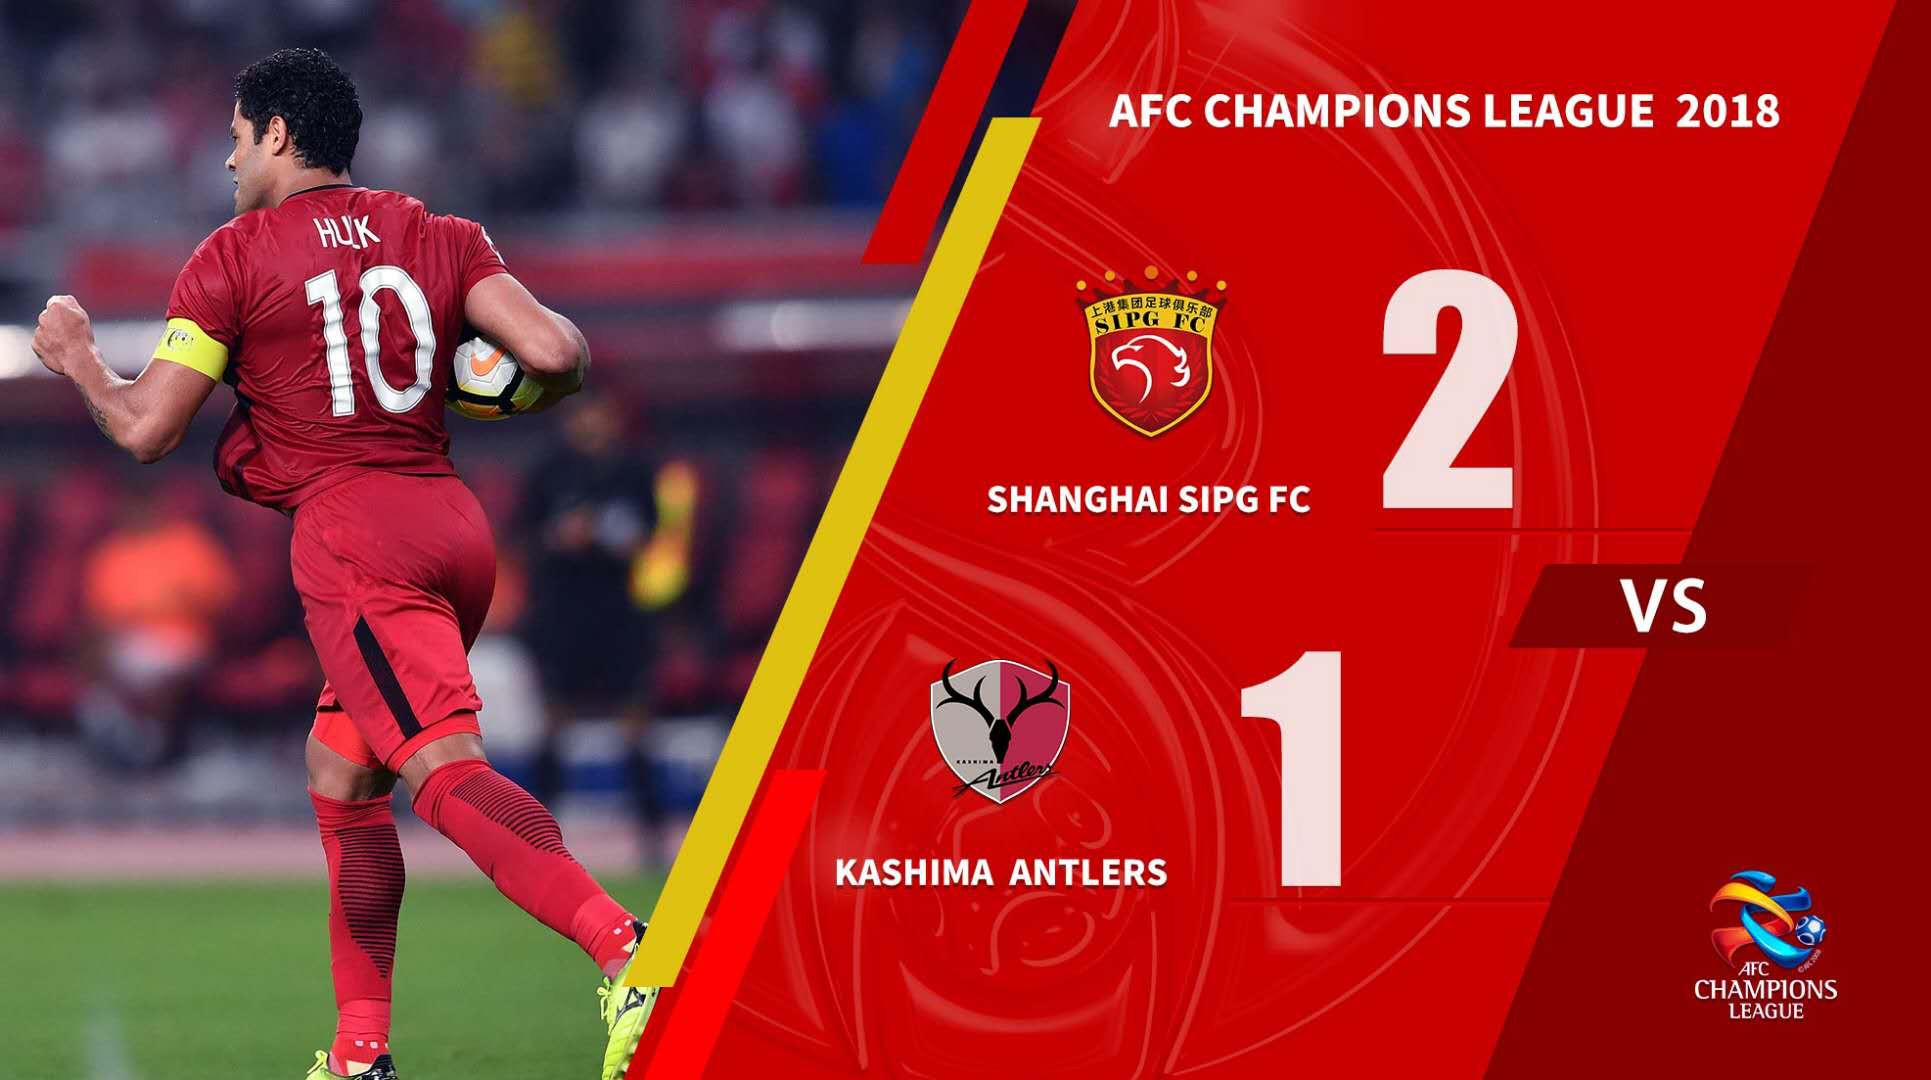 HULK
10
AFC CHAMPIONS LEAGUE 2018
上港集团足球俱乐部
SIPG FC
SHANGHAI SIPG FC
2
VS
KASHIMA
Antlers
KASHIMA ANTLERS
1
AFC
CHAMPIONS
LEAGUE